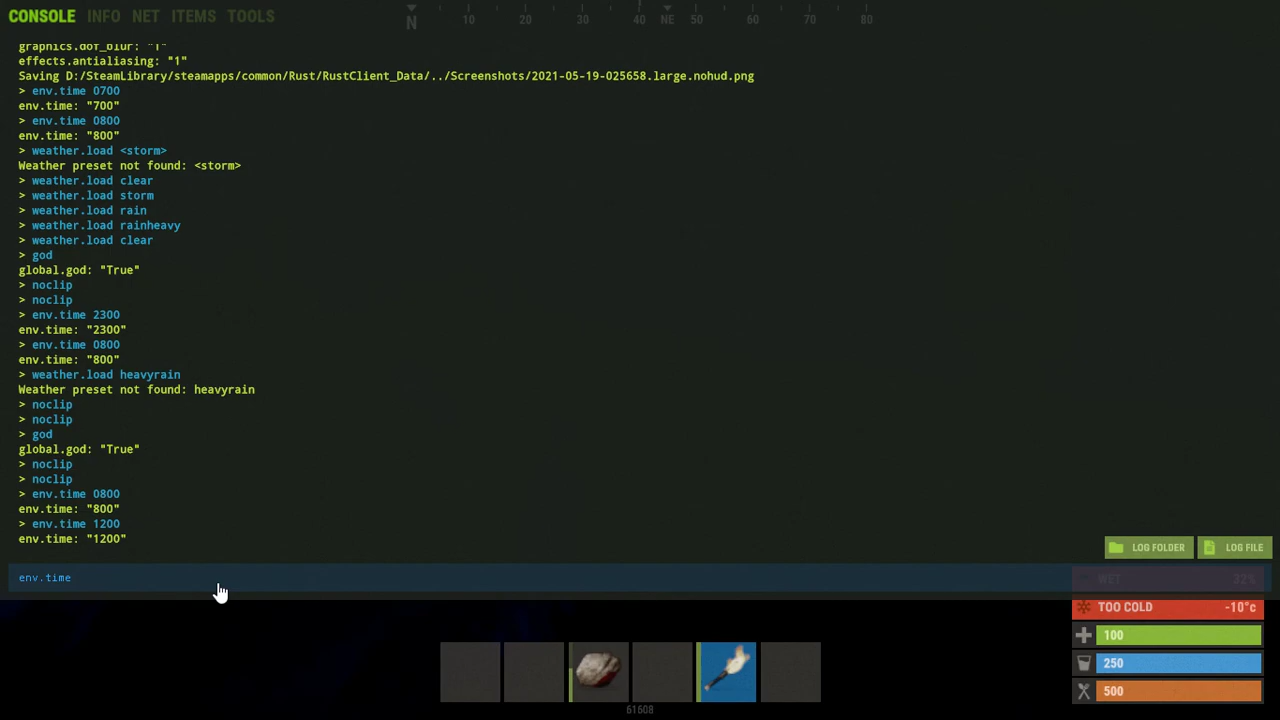 CONSOLE INFO NET ITEMS TOOLS
N 10 20 30 40 NE 50 60 70 80
graphics.dof_blur: "1"
effects.antialiasing: "1"
Saving D:/SteamLibrary/steamapps/common/Rust/RustClient_Data/../Screenshots/2021-05-19-025658.large.nohud.png
> env.time 0700
env.time: "700"
> env.time 0800
env.time: "800"
> weather.load <storm>
Weather preset not found: <storm>
> weather.load clear
> weather.load storm
> weather.load rain
> weather.load rainheavy
> weather.load clear
> god
global.god: "True"
> noclip
> noclip
> env.time 2300
env.time: "2300"
> env.time 0800
env.time: "800"
> weather.load heavyrain
Weather preset not found: heavyrain
> noclip
> noclip
> god
global.god: "True"
> noclip
> noclip
> env.time 0800
env.time: "800"
> env.time 1200
env.time: "1200"
LOG FOLDER LOG FILE
env.time
WET 32%
TOO COLD -10°c
100
250
500
61608